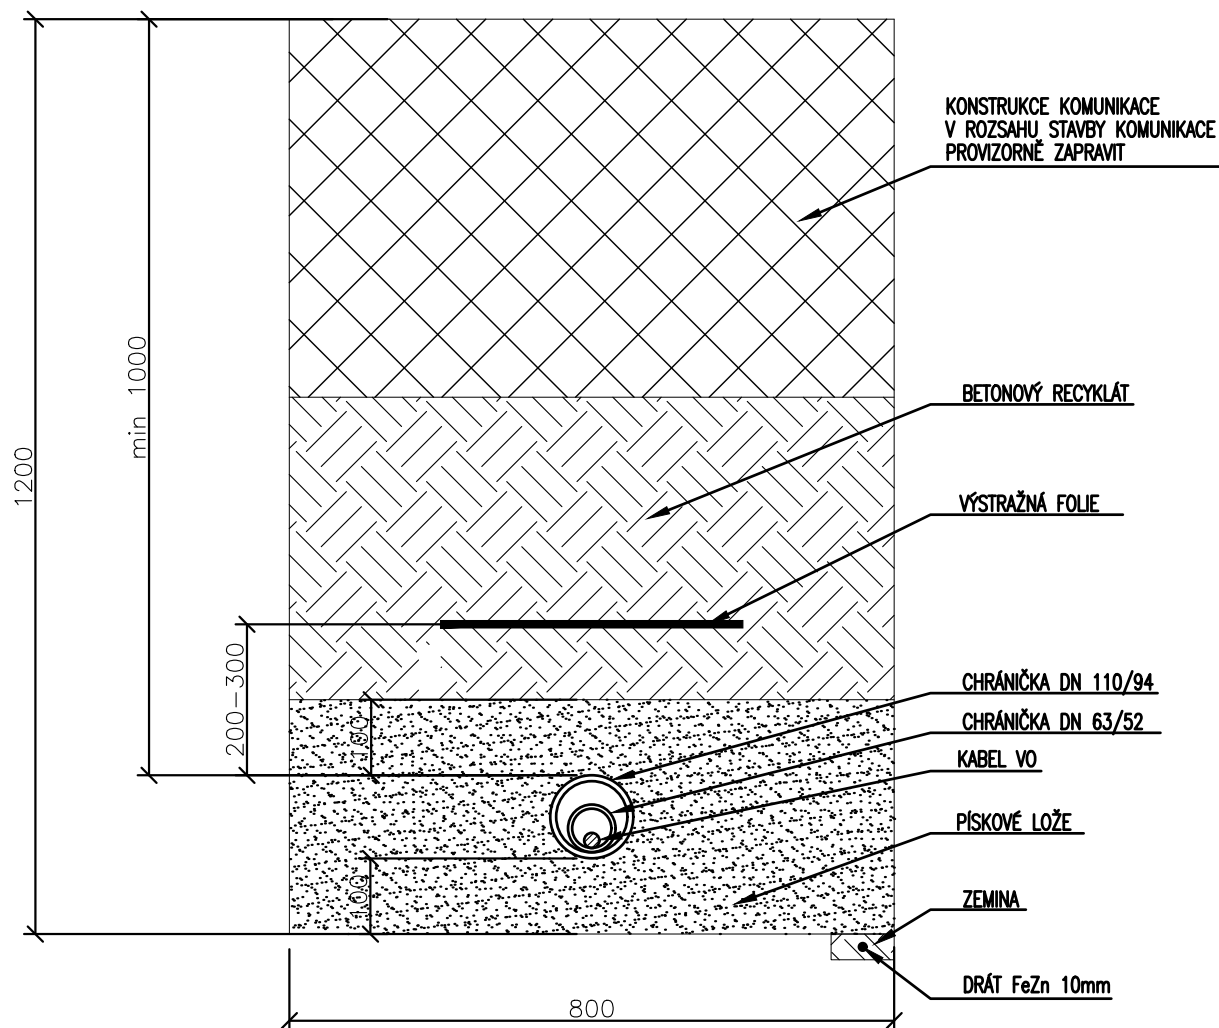 KONSTRUKCE KOMUNIKACE
V ROZSAHU STAVBY KOMUNIKACE
PROVIZORNĚ ZAPRAVIT
min 1000
1200
BETONOVÝ RECYKLÁT
VÝSTRAŽNÁ FOLIE
200-300
100
CHRÁNIČKA DN 110/94
CHRÁNIČKA DN 63/52
KABEL VO
PÍSKOVÉ LOŽE
100
ZEMINA
DRÁT FeZn 10mm
800